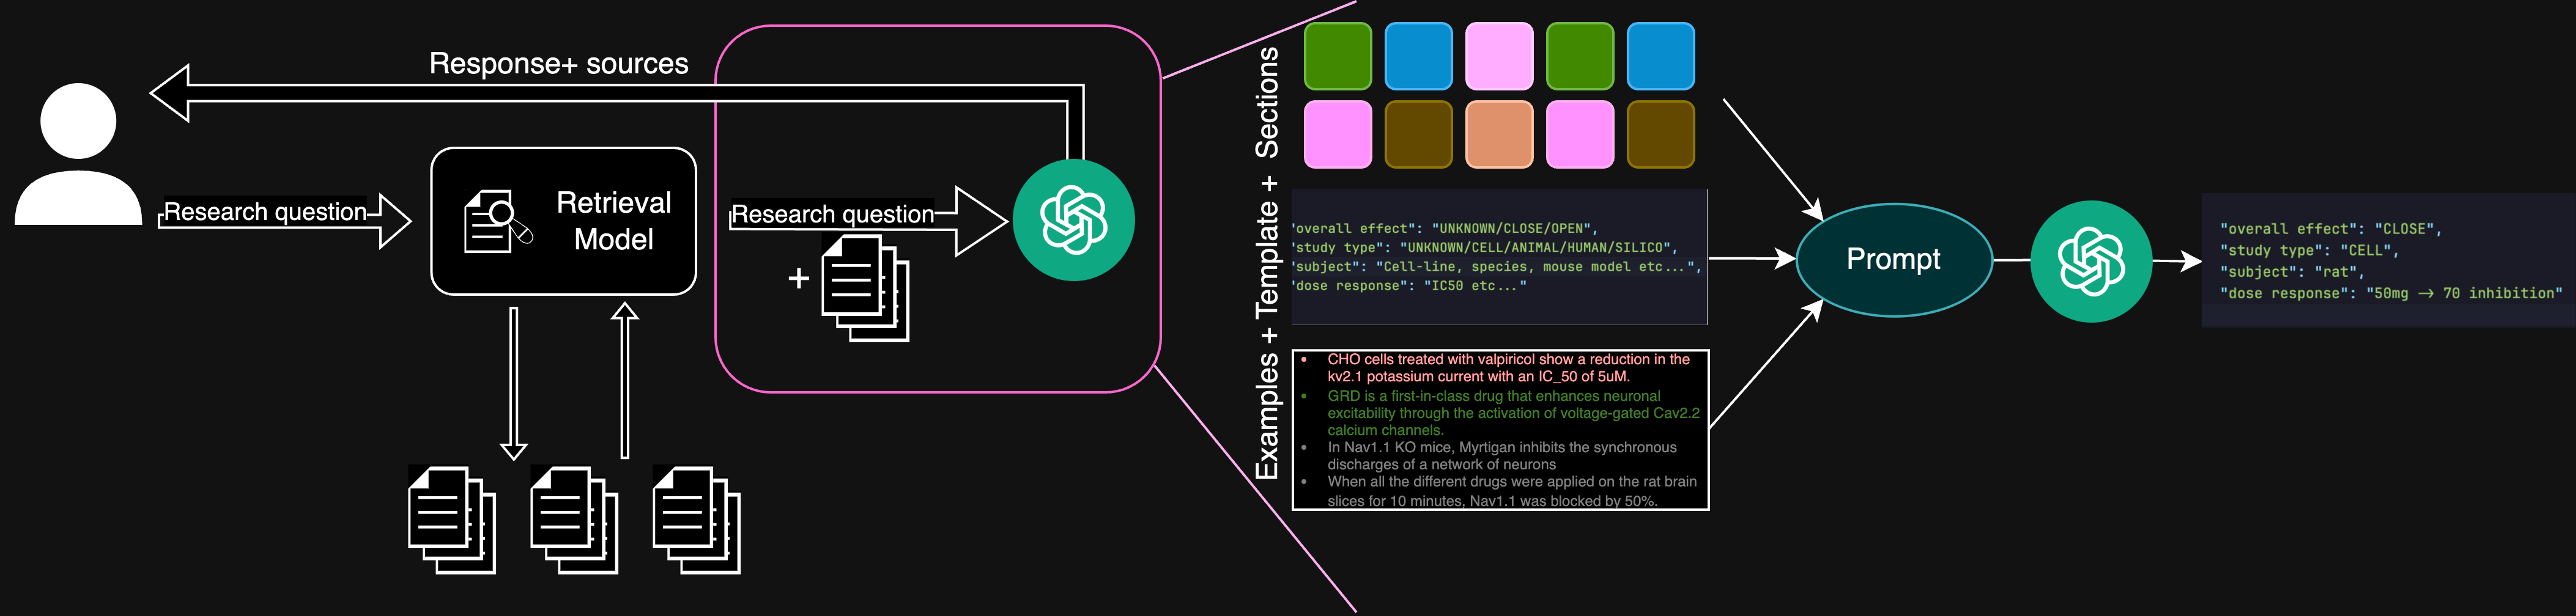 Response+ sources
Research question
Retrieval
Model
Research question
+
Examples + Template + Sections
'overall effect": "UNKNOWN/CLOSE/OPEN",
'study type": "UNKNOWN/CELL/ANIMAL/HUMAN/SILICO",
'subject": "Cell-line, species, mouse model etc...",
'dose response": "IC50 etc..."
• CHO cells treated with valpiricol show a reduction in the
kv2.1 potassium current with an IC_50 of 5uM.
• GRD is a first-in-class drug that enhances neuronal
excitability through the activation of voltage-gated Cav2.2
calcium channels.
• In Nav1.1 KO mice, Myrtigan inhibits the synchronous
discharges of a network of neurons
• When all the different drugs were applied on the rat brain
slices for 10 minutes, Nav1.1 was blocked by 50%.
Prompt
"overall effect": "CLOSE",
"study type": "CELL",
"subject": "rat",
"dose response": "50mg → 70 inhibition"